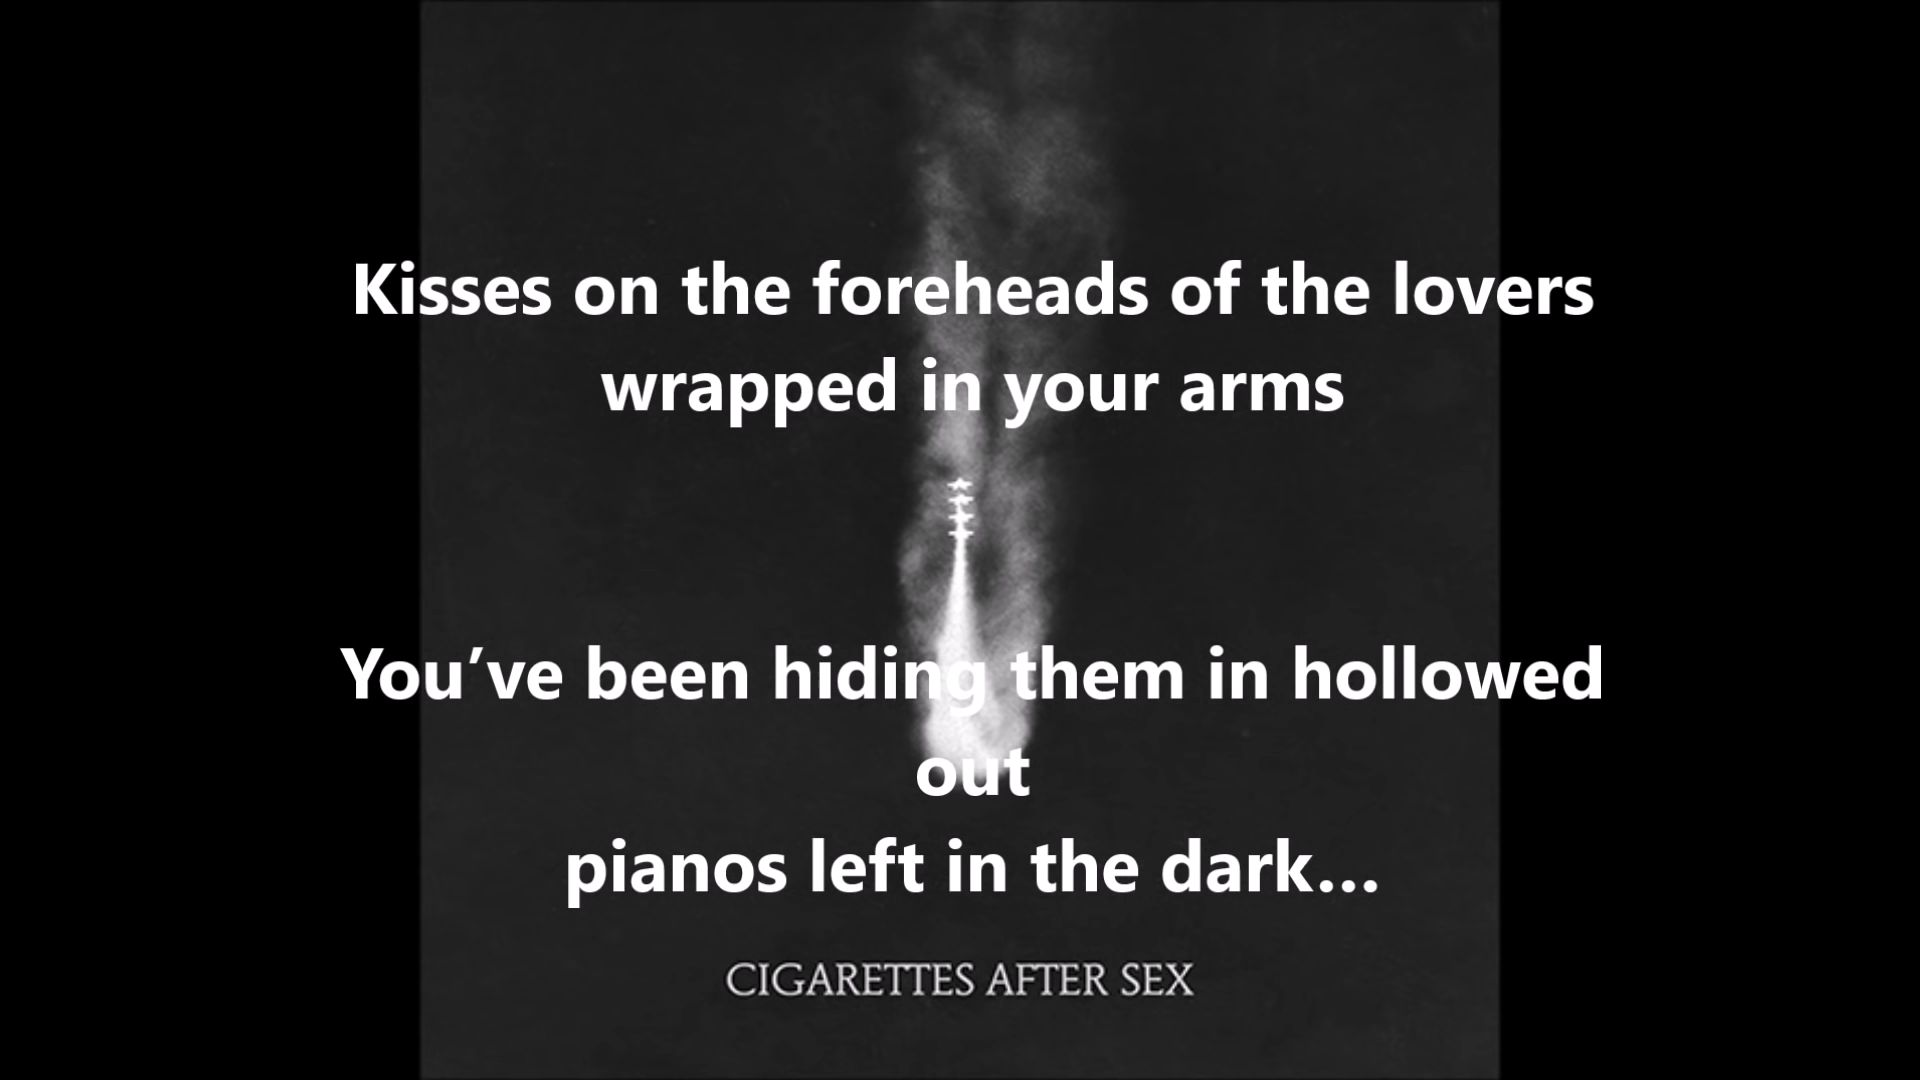 Kisses on the foreheads of the lovers
wrapped in your arms
You’ve been hiding them in hollowed
out
pianos left in the dark...
CIGARETTES AFTER SEX